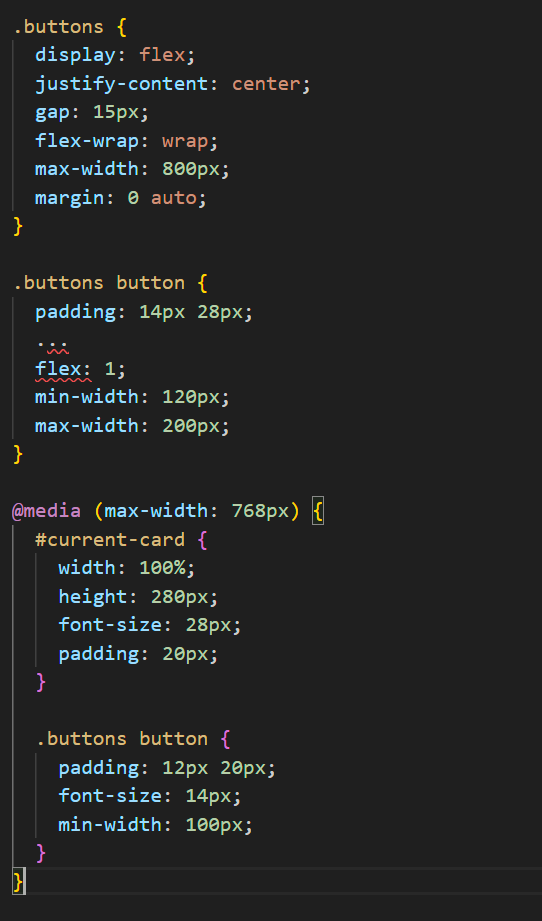 .buttons {
  display: flex;
  justify-content: center;
  gap: 15px;
  flex-wrap: wrap;
  max-width: 800px;
  margin: 0 auto;
}

.buttons button {
  padding: 14px 28px;
  ...
  flex: 1;
  min-width: 120px;
  max-width: 200px;
}

@media (max-width: 768px) {
  #current-card {
    width: 100%;
    height: 280px;
    font-size: 28px;
    padding: 20px;
  }

  .buttons button {
    padding: 12px 20px;
    font-size: 14px;
    min-width: 100px;
  }
}